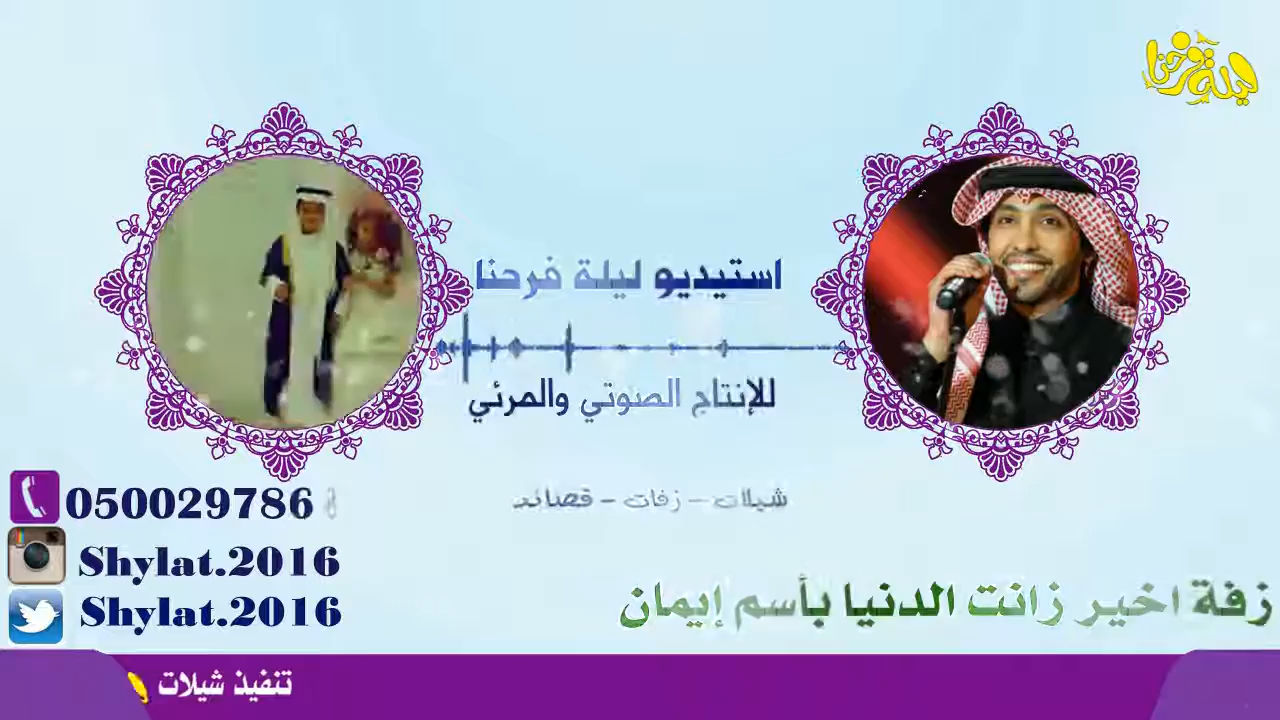 ليلة فرحنا
استيديو ليلة فرحنا
للإنتاج الصوتي والمرئي
شيلات - زفات - قصائد
050029786
Shylat.2016
Shylat.2016
زفة اخير زانت الدنيا بأسم إيمان
تنفيذ شيلات